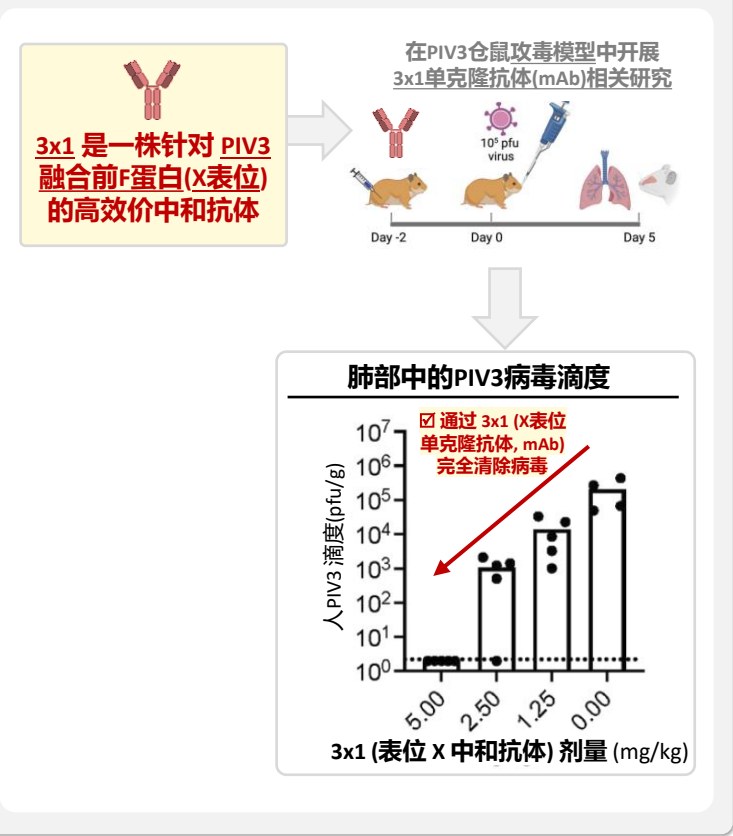 3x1 是一株针对 PIV3
融合前F蛋白(X表位)
的高效价中和抗体
在PIV3仓鼠攻毒模型中开展
3x1单克隆抗体(mAb)相关研究
10⁵ pfu
virus
Day -2
Day 0
Day 5
肺部中的PIV3病毒滴度
☑ 通过 3x1 (X表位
单克隆抗体, mAb)
完全清除病毒
人PIV3 滴度(pfu/g)
10⁷
10⁶
10⁵
10⁴
10³
10²
10¹
10⁰
5.00
2.50
1.25
0.00
3x1 (表位 X 中和抗体) 剂量 (mg/kg)